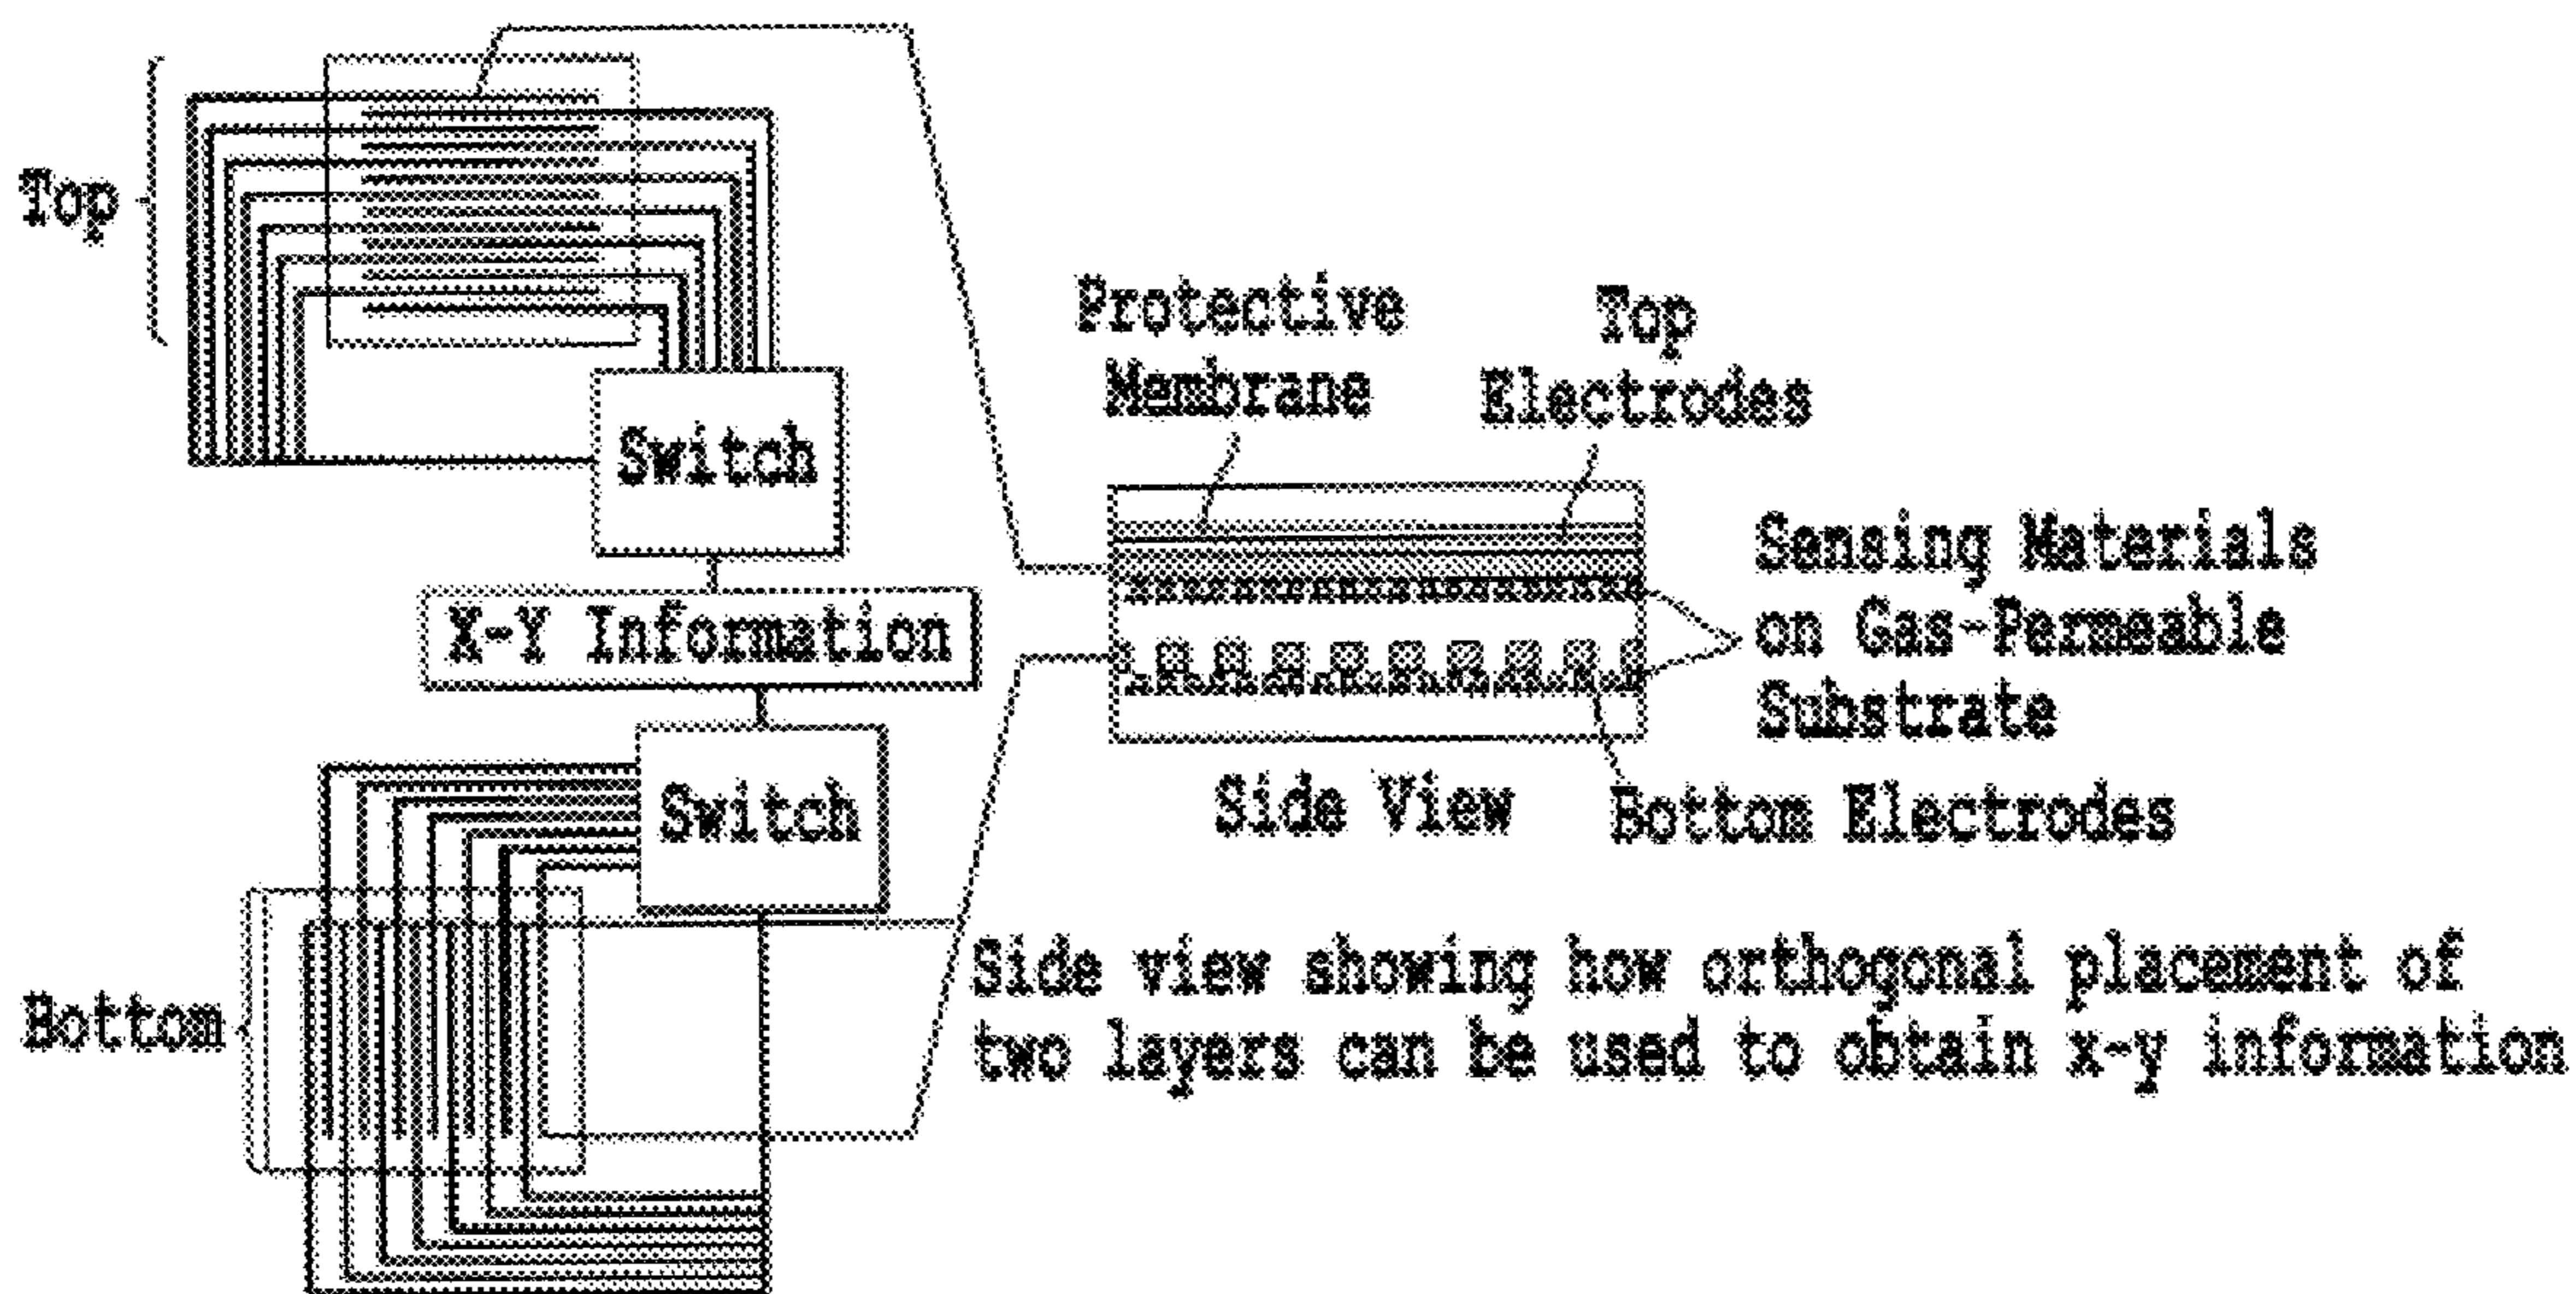 Top
Switch
X-Y Information
Switch
Bottom
Protective
Membrane
Top
Electrodes
Sensing Materials
on Gas-Permeable
Substrate
Side View
Bottom Electrodes
Side view showing how orthogonal placement of
two layers can be used to obtain x-y information